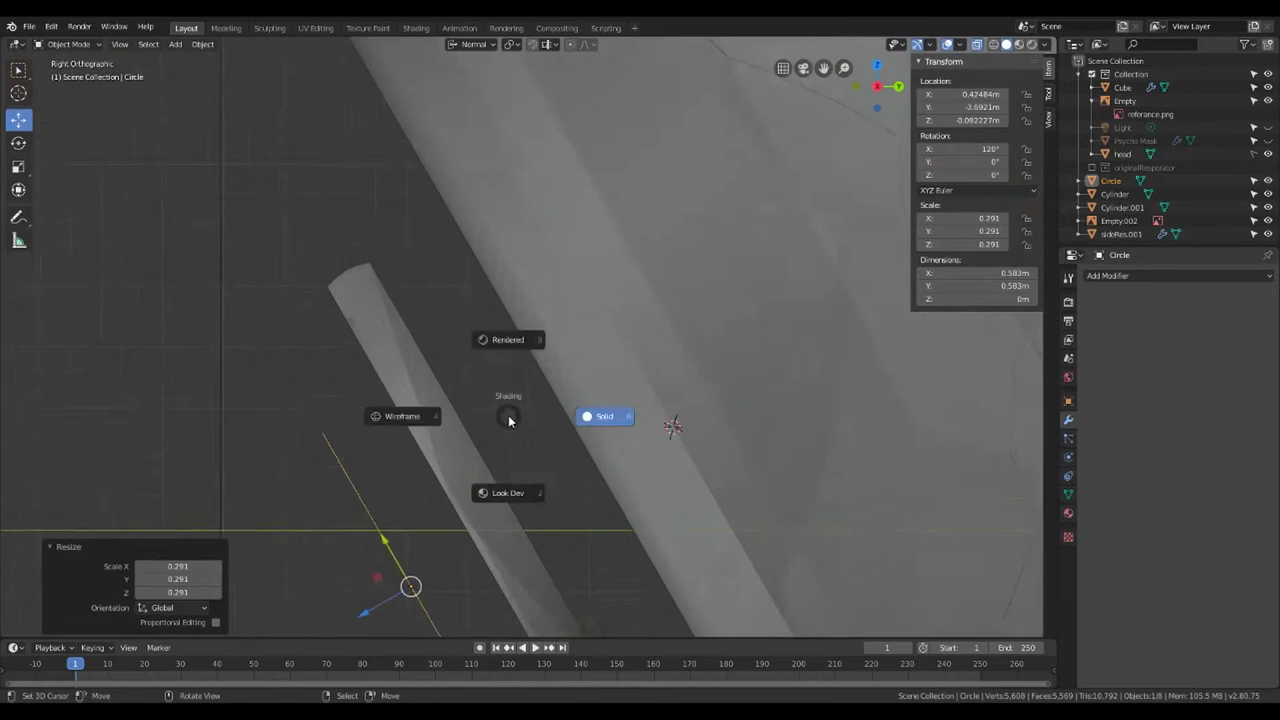 File Edit Render Window Help Layout Modeling Sculpting UV Editing Texture Paint Shading Animation Rendering Compositing Scripting + Scene View Layer
Object Mode View Select Add Object Normal
Right Orthographic
(1) Scene Collection | Circle
Transform
Location:
X: 0.42484m
Y: -3.6921m
Z: -0.092227m
Rotation:
X: 120°
Y: 0°
Z: 0°
XYZ Euler
Scale:
X: 0.291
Y: 0.291
Z: 0.291
Dimensions:
X: 0.583m
Y: 0.583m
Z: 0m
Item
Tool
View
Z
X
Y
Scene Collection
Collection
Cube
Empty
referance.png
Light
Psycho Mask
head
originalResporator
Circle
Cylinder
Cylinder.001
Empty.002
sideRes.001
Circle
Add Modifier
Rendered 8
Shading
Wireframe 4
Solid 6
Look Dev 2
Resize
Scale X 0.291
Y 0.291
Z 0.291
Orientation Global
Proportional Editing
Playback Keying View Marker 1 Start: 1 End: 250
-10 1 10 20 30 40 50 60 70 80 90 100 110 120 130 140 150 160 170 180 190 200 210 220 230 240 250 260
Set 3D Cursor Move Rotate View Select Move Scene Collection | Circle | Verts:5,608 | Faces:5,569 | Tris:10,792 | Objects:1/8 | Mem: 105.5 MB | v2.80.75